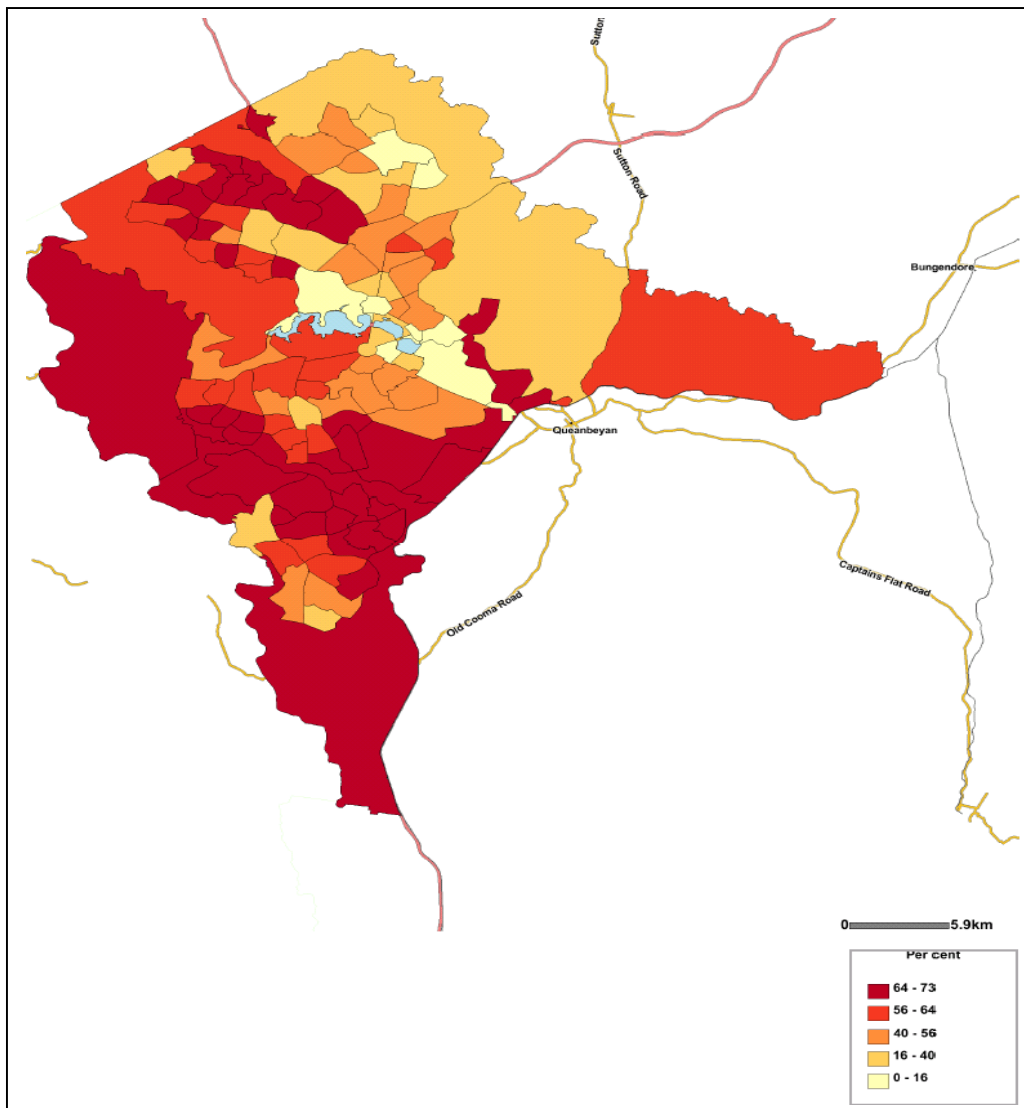 Sutton
Sutton Road
Bungendore
Queanbeyan
Captains Flat Road
Old Cooma Road
0 5.9km
Per cent
64 - 73
56 - 64
40 - 56
16 - 40
0 - 16